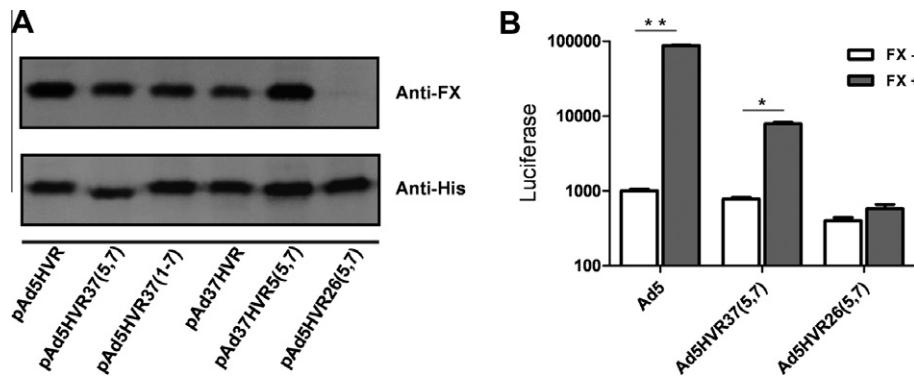 A
Anti-FX
Anti-His
pAd5HVR
pAd5HVR37(5,7)
pAd5HVR37(1-7)
pAd37HVR
pAd37HVR5(5,7)
pAd5HVR26(5,7)
B
Luciferase
100000
10000
1000
100
* *
*
FX -
FX +
Ad5
Ad5HVR37(5,7)
Ad5HVR26(5,7)